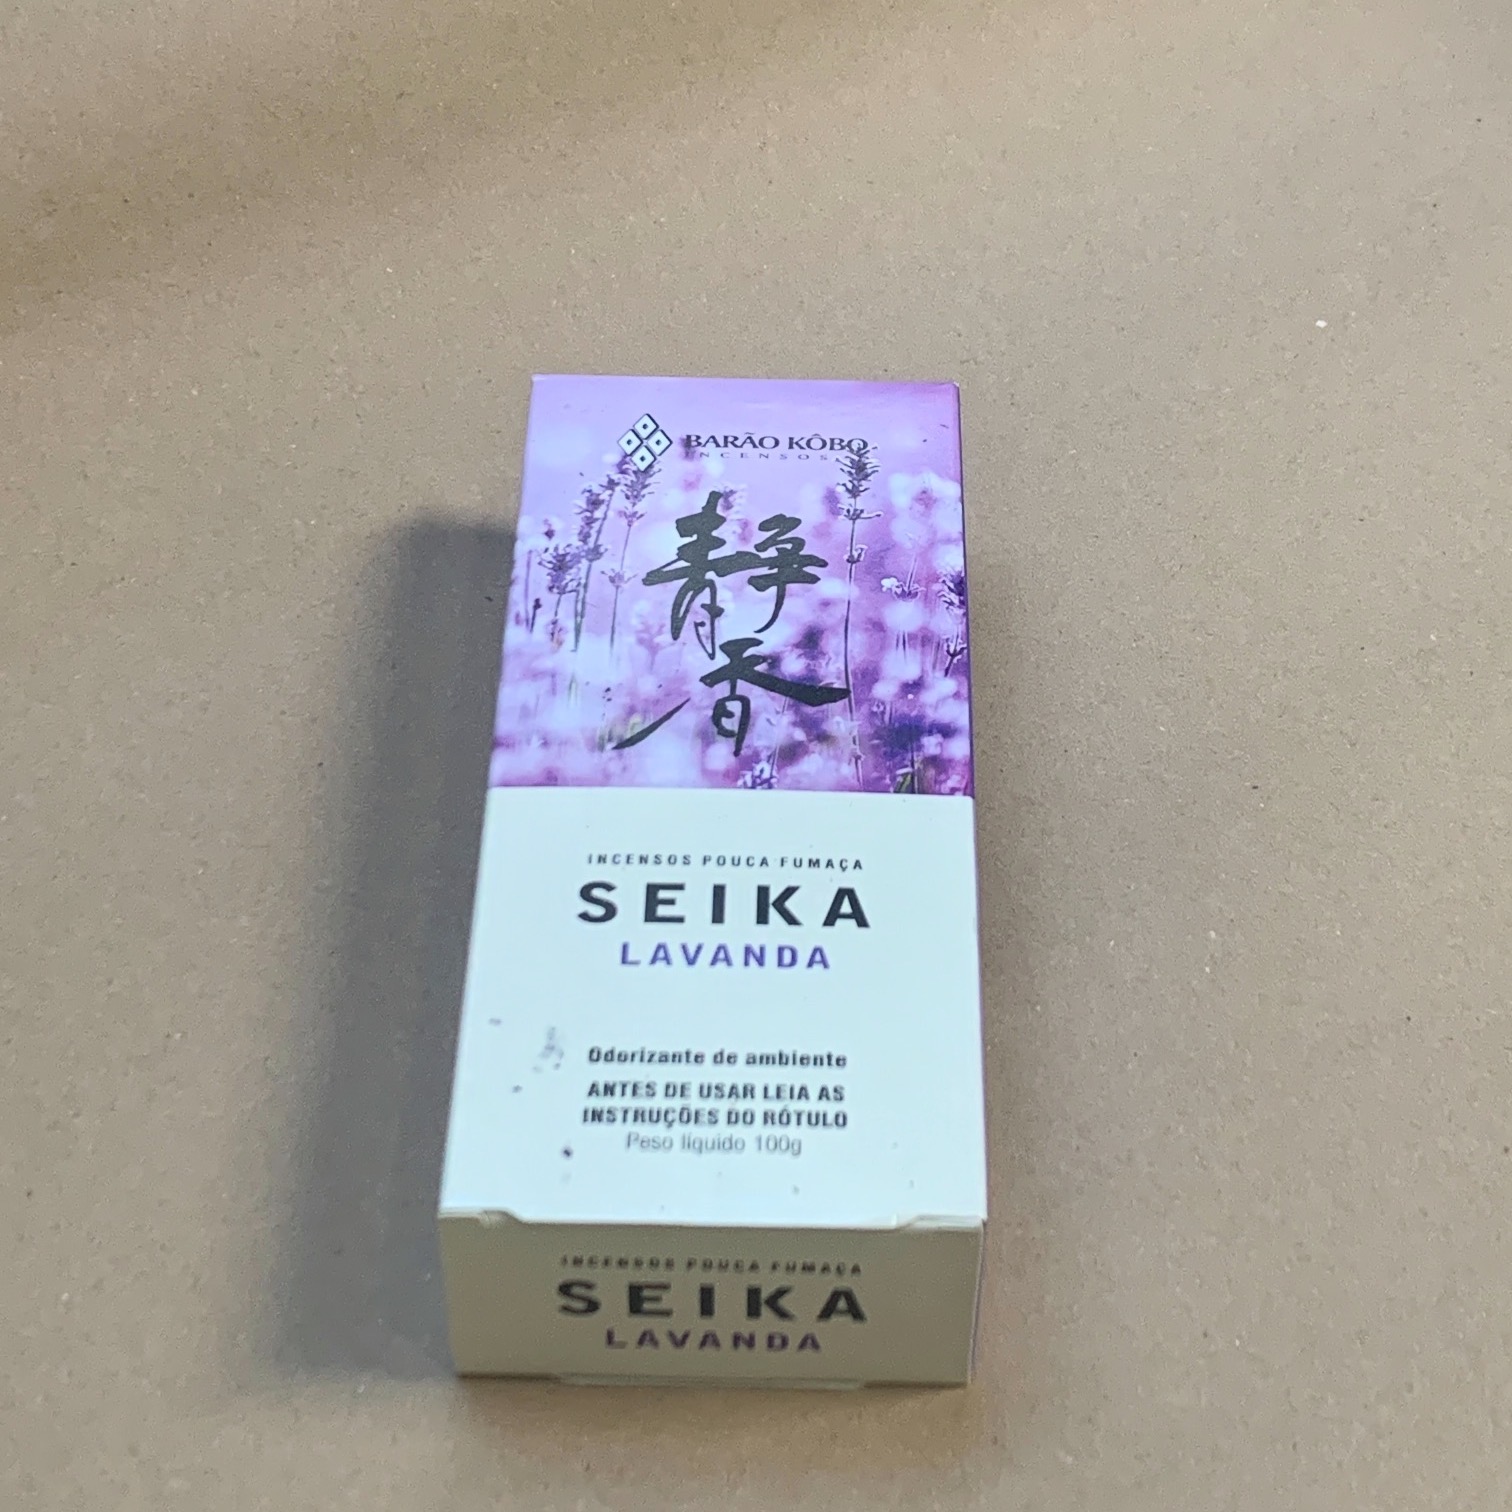 BARÃO KÔBO
INCENSOS
靜
香
INCENSOS POUCA FUMAÇA
SEIKA
LAVANDA
Odorizante de ambiente
ANTES DE USAR LEIA AS
INSTRUÇÕES DO RÓTULO
Peso líquido 100g
INCENSOS POUCA FUMAÇA
SEIKA
LAVANDA